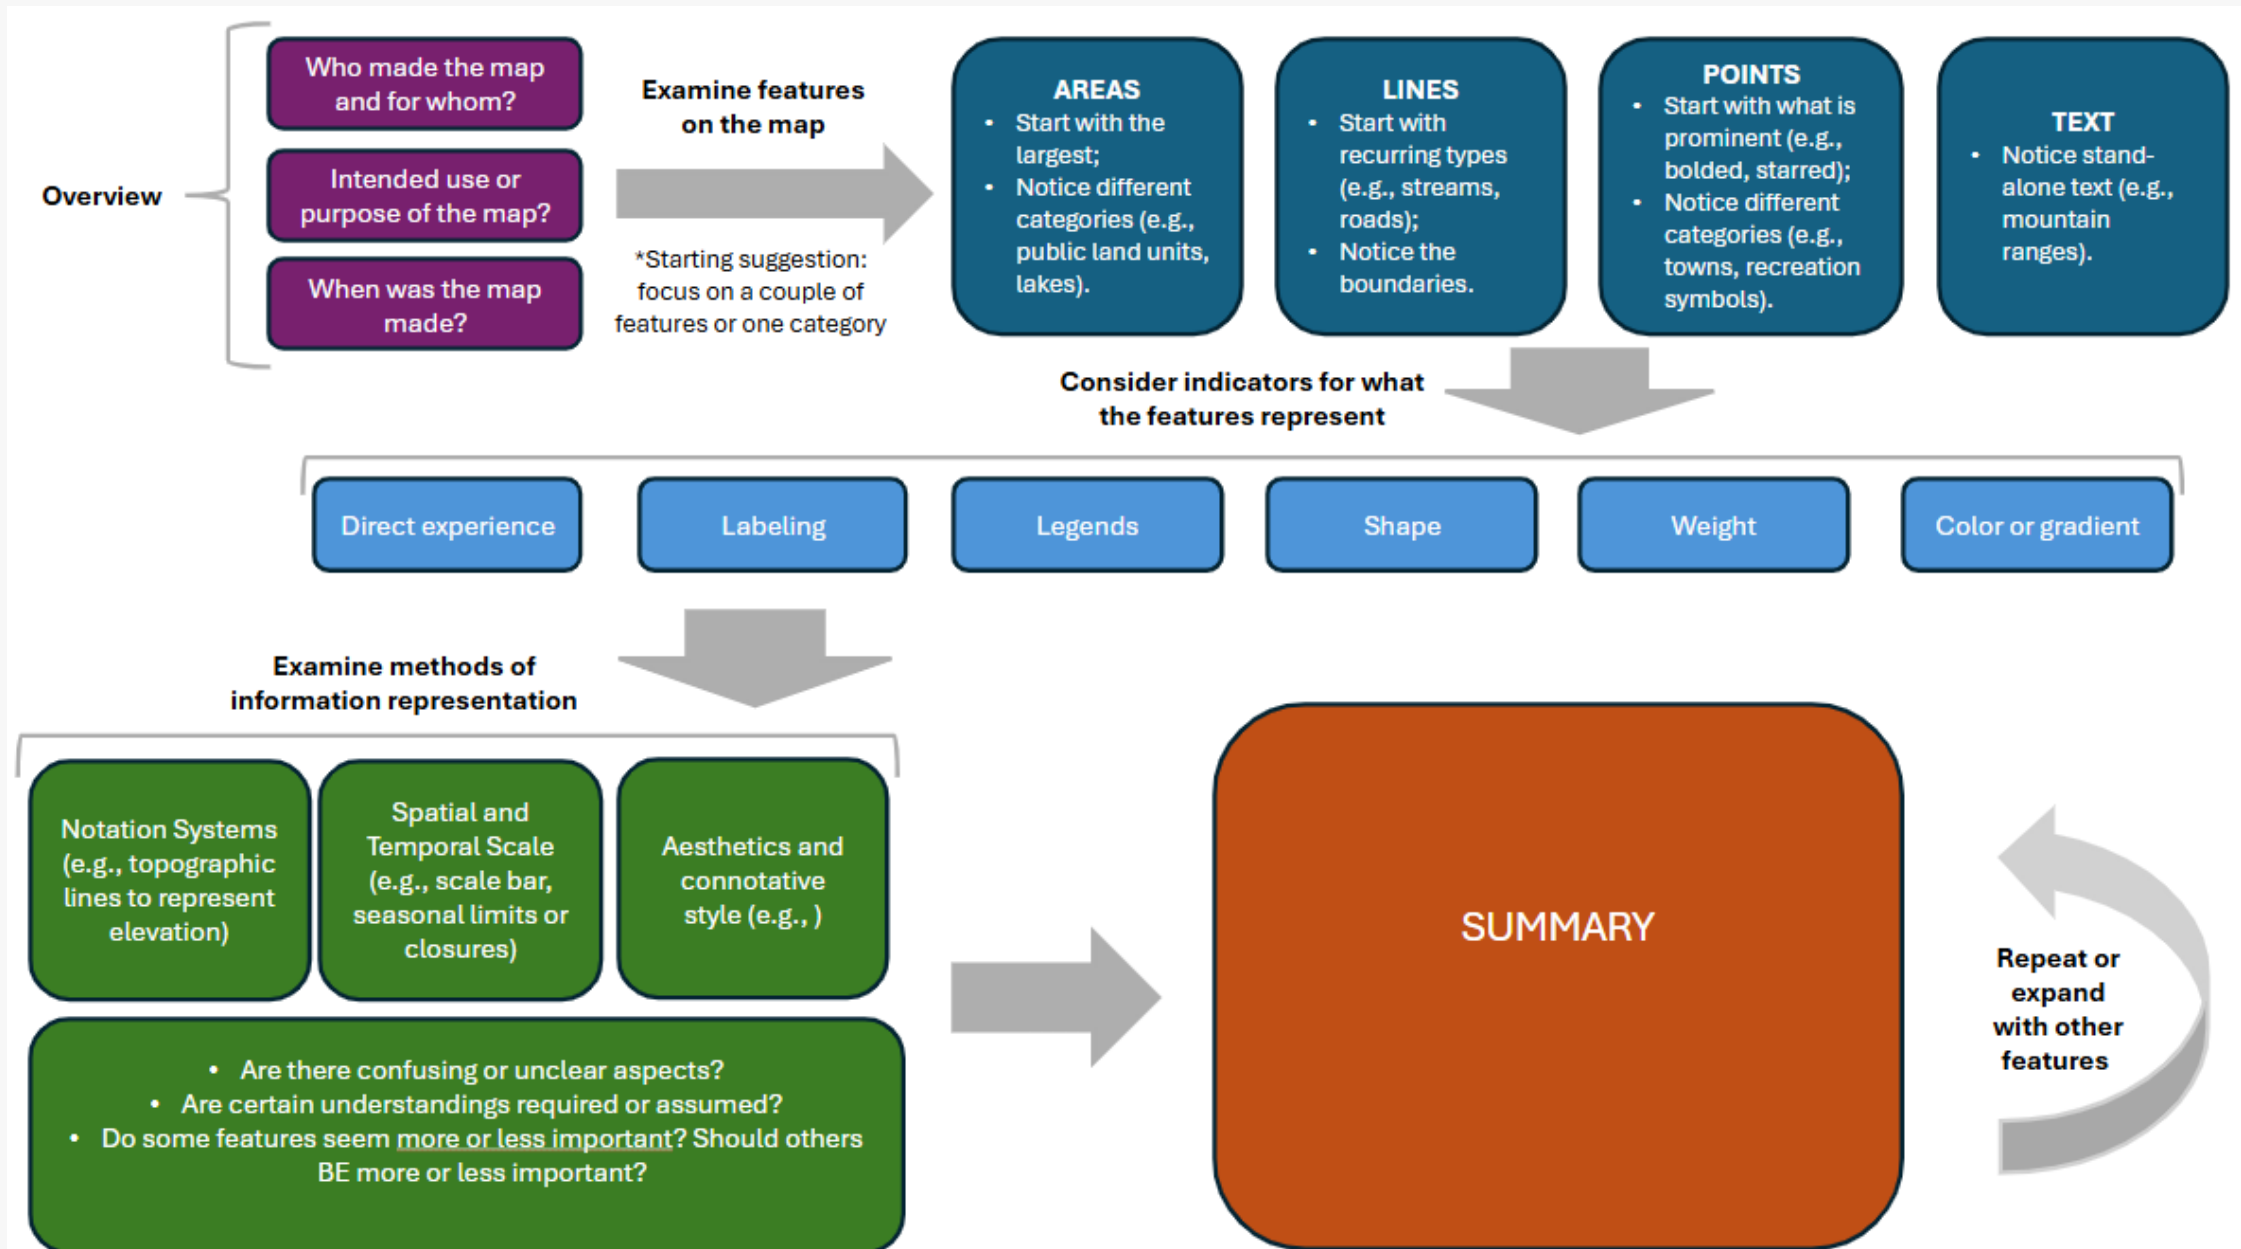 Overview
Who made the map
and for whom?
Intended use or
purpose of the map?
When was the map
made?
Examine features
on the map
*Starting suggestion:
focus on a couple of
features or one category
AREAS
• Start with the
largest;
• Notice different
categories (e.g.,
public land units,
lakes).
LINES
• Start with
recurring types
(e.g., streams,
roads);
• Notice the
boundaries.
POINTS
• Start with what is
prominent (e.g.,
bolded, starred);
• Notice different
categories (e.g.,
towns, recreation
symbols).
TEXT
• Notice stand-
alone text (e.g.,
mountain
ranges).
Consider indicators for what
the features represent
Direct experience
Labeling
Legends
Shape
Weight
Color or gradient
Examine methods of
information representation
Notation Systems
(e.g., topographic
lines to represent
elevation)
Spatial and
Temporal Scale
(e.g., scale bar,
seasonal limits or
closures)
Aesthetics and
connotative
style (e.g., )
• Are there confusing or unclear aspects?
• Are certain understandings required or assumed?
• Do some features seem more or less important? Should others
BE more or less important?
SUMMARY
Repeat or
expand
with other
features